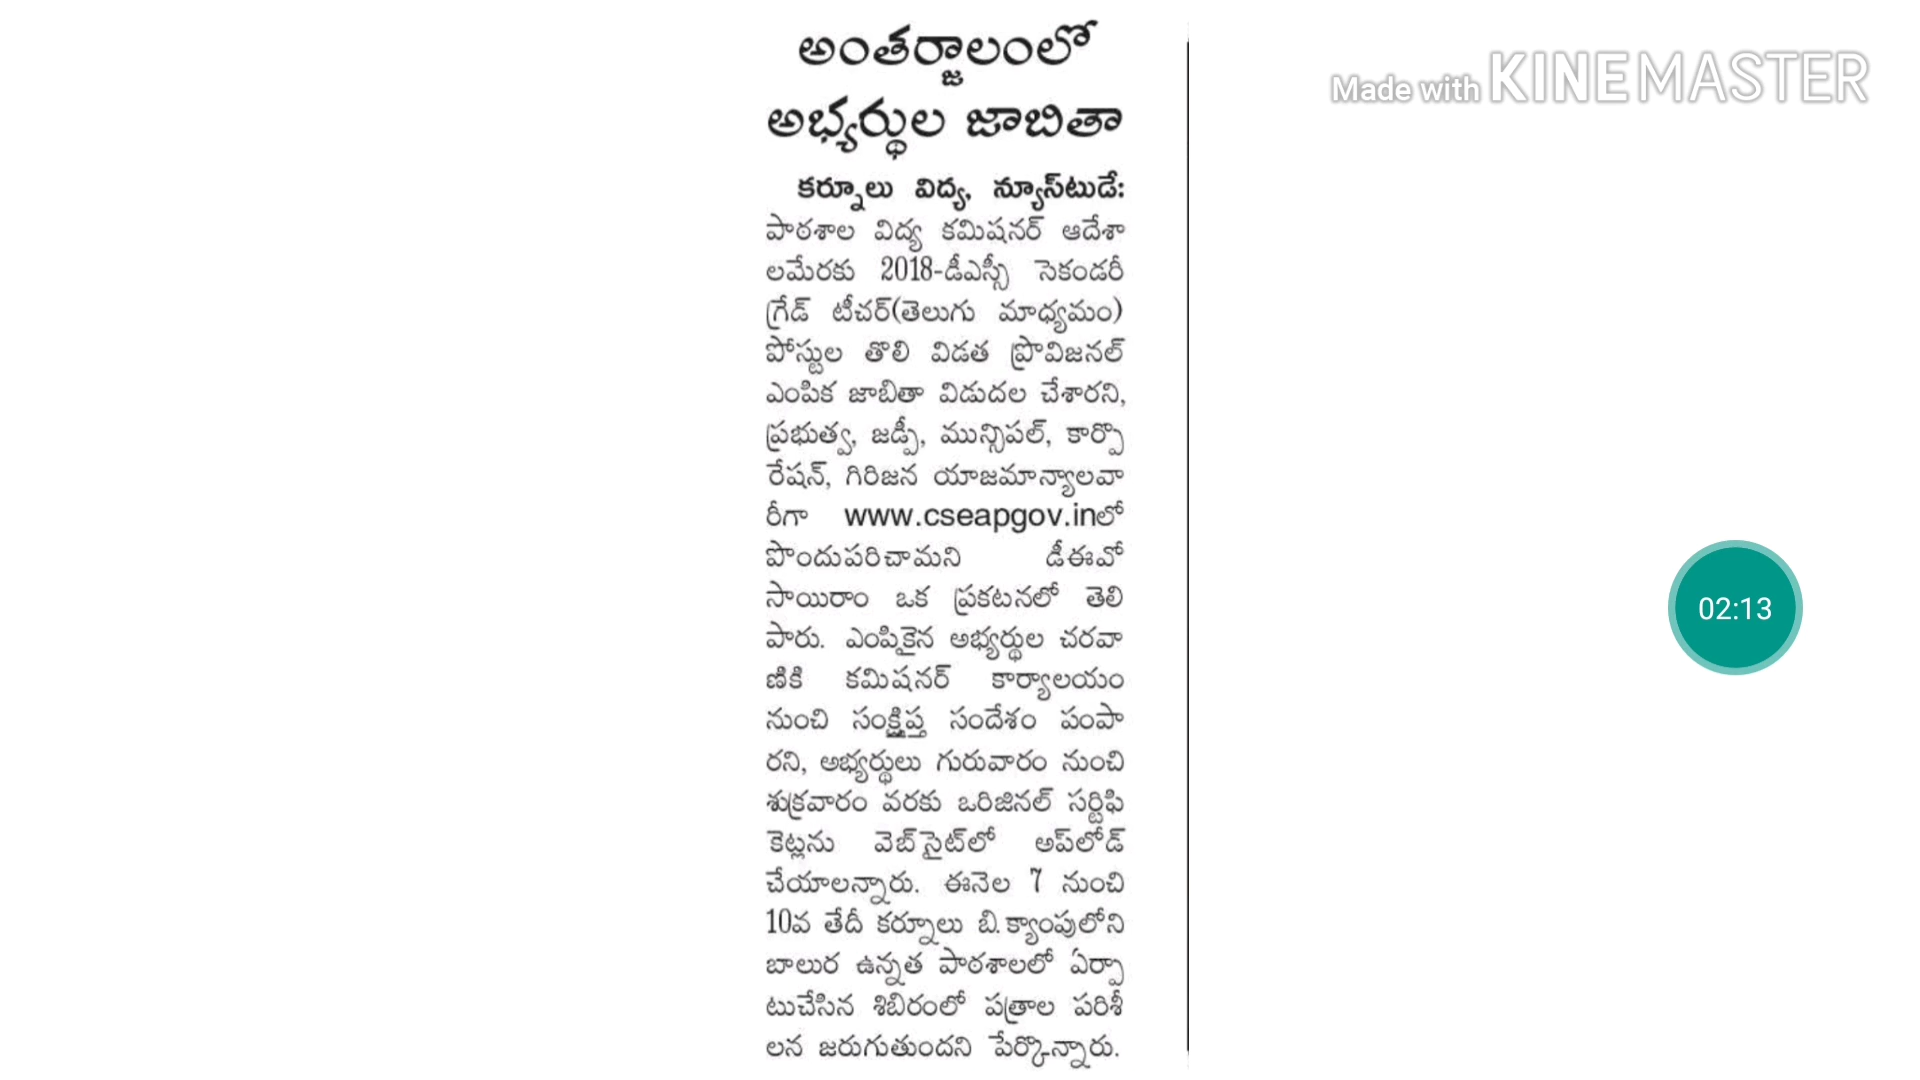 అంతర్జాలంలో
అభ్యర్థుల జాబితా
కర్నూలు విద్య, న్యూస్‌టుడే:
పాఠశాల విద్య కమిషనర్ ఆదేశా
లమేరకు 2018-డీఎస్సీ సెకండరీ
గ్రేడ్ టీచర్(తెలుగు మాధ్యమం)
పోస్టుల తొలి విడత ప్రొవిజనల్
ఎంపిక జాబితా విడుదల చేశారని,
ప్రభుత్వ, జడ్పీ, మున్సిపల్, కార్పొ
రేషన్, గిరిజన యాజమాన్యాలవా
రీగా www.cseapgov.inలో
పొందుపరిచామని డీఈవో
సాయిరాం ఒక ప్రకటనలో తెలి
పారు. ఎంపికైన అభ్యర్థుల చరవా
ణికి కమిషనర్ కార్యాలయం
నుంచి సంక్షిప్త సందేశం పంపా
రని, అభ్యర్థులు గురువారం నుంచి
శుక్రవారం వరకు ఒరిజినల్ సర్టిఫి
కెట్లను వెబ్‌సైట్‌లో అప్‌లోడ్
చేయాలన్నారు. ఈనెల 7 నుంచి
10వ తేదీ కర్నూలు బి.క్యాంపులోని
బాలుర ఉన్నత పాఠశాలలో ఏర్పా
టుచేసిన శిబిరంలో పత్రాల పరిశీ
లన జరుగుతుందని పేర్కొన్నారు.
Made with KINEMASTER
02:13